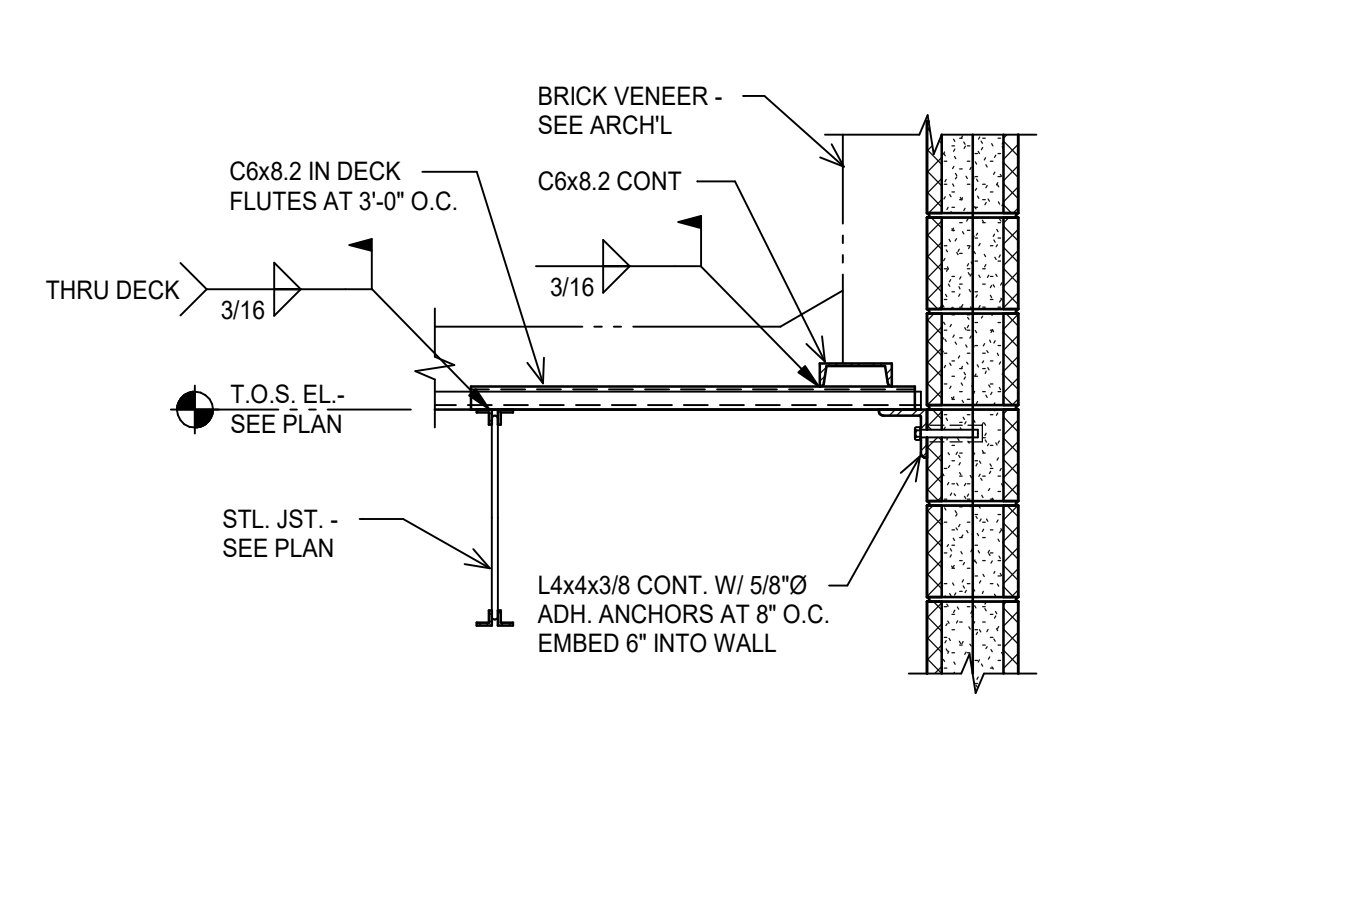 BRICK VENEER -
SEE ARCH'L
C6x8.2 IN DECK
FLUTES AT 3'-0" O.C.
C6x8.2 CONT
THRU DECK
3/16
3/16
T.O.S. EL.-
SEE PLAN
STL. JST. -
SEE PLAN
L4x4x3/8 CONT. W/ 5/8"Ø
ADH. ANCHORS AT 8" O.C.
EMBED 6" INTO WALL